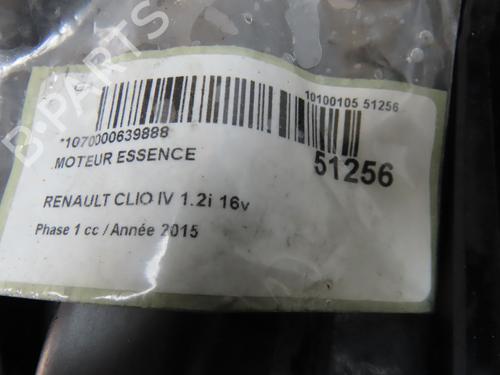 10100105 51256
*1070000639888
MOTEUR ESSENCE
51256
RENAULT CLIO IV 1.2i 16v
Phase 1 cc / Année 2015
B-PARTS